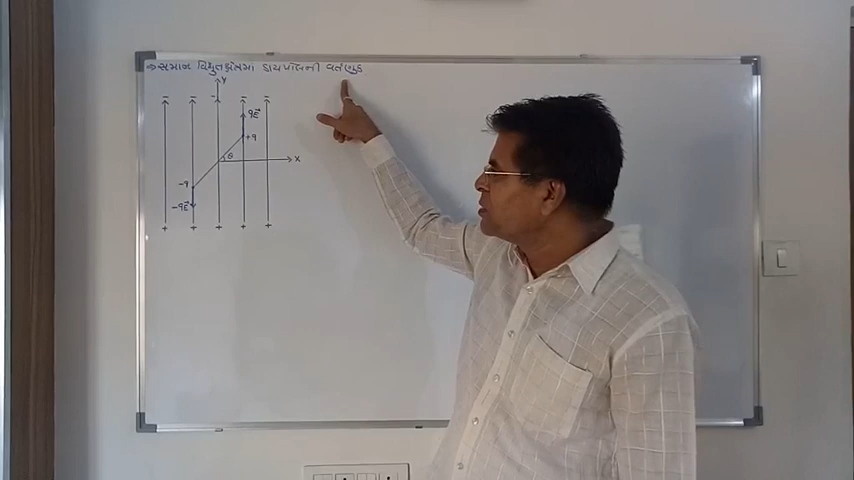 ⇒ સમાન વિદ્યુતક્ષેત્રમાં ડાયપોલની વર્તણુક
Y
– – – – –
qE⃗
+q
θ
X
–q
–qE⃗
+ + + + +